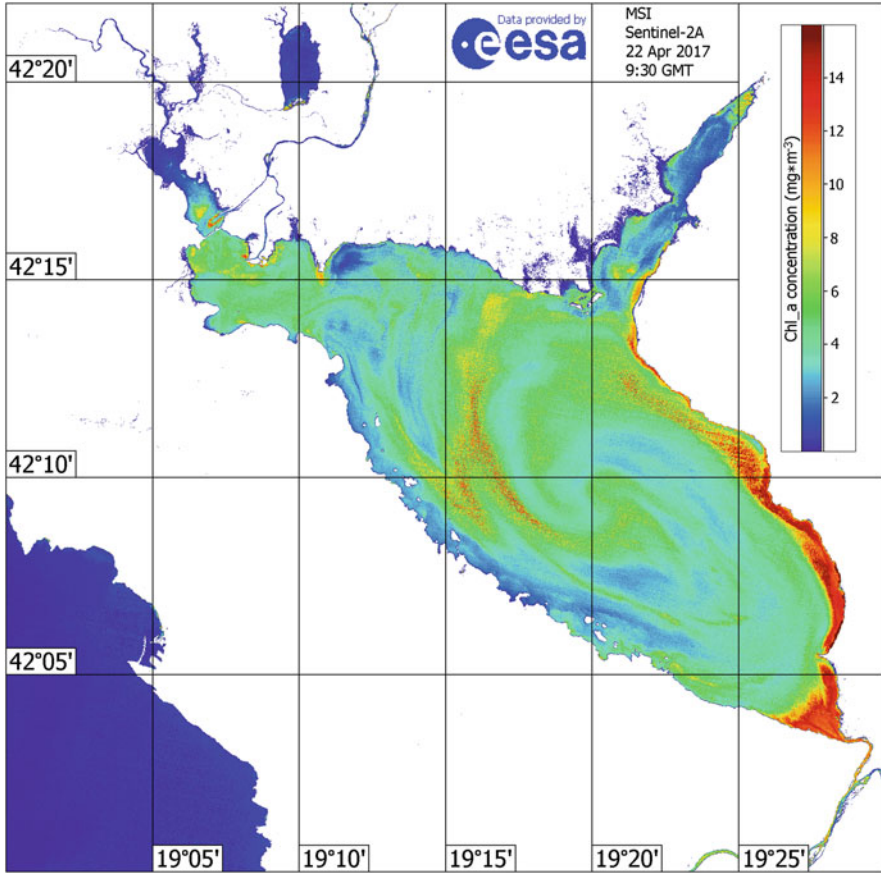 Data provided by
esa
MSI
Sentinel-2A
22 Apr 2017
9:30 GMT
42°20'
42°15'
42°10'
42°05'
19°05'
19°10'
19°15'
19°20'
19°25'
Chl_a concentration (mg*m-3)
14
12
10
8
6
4
2